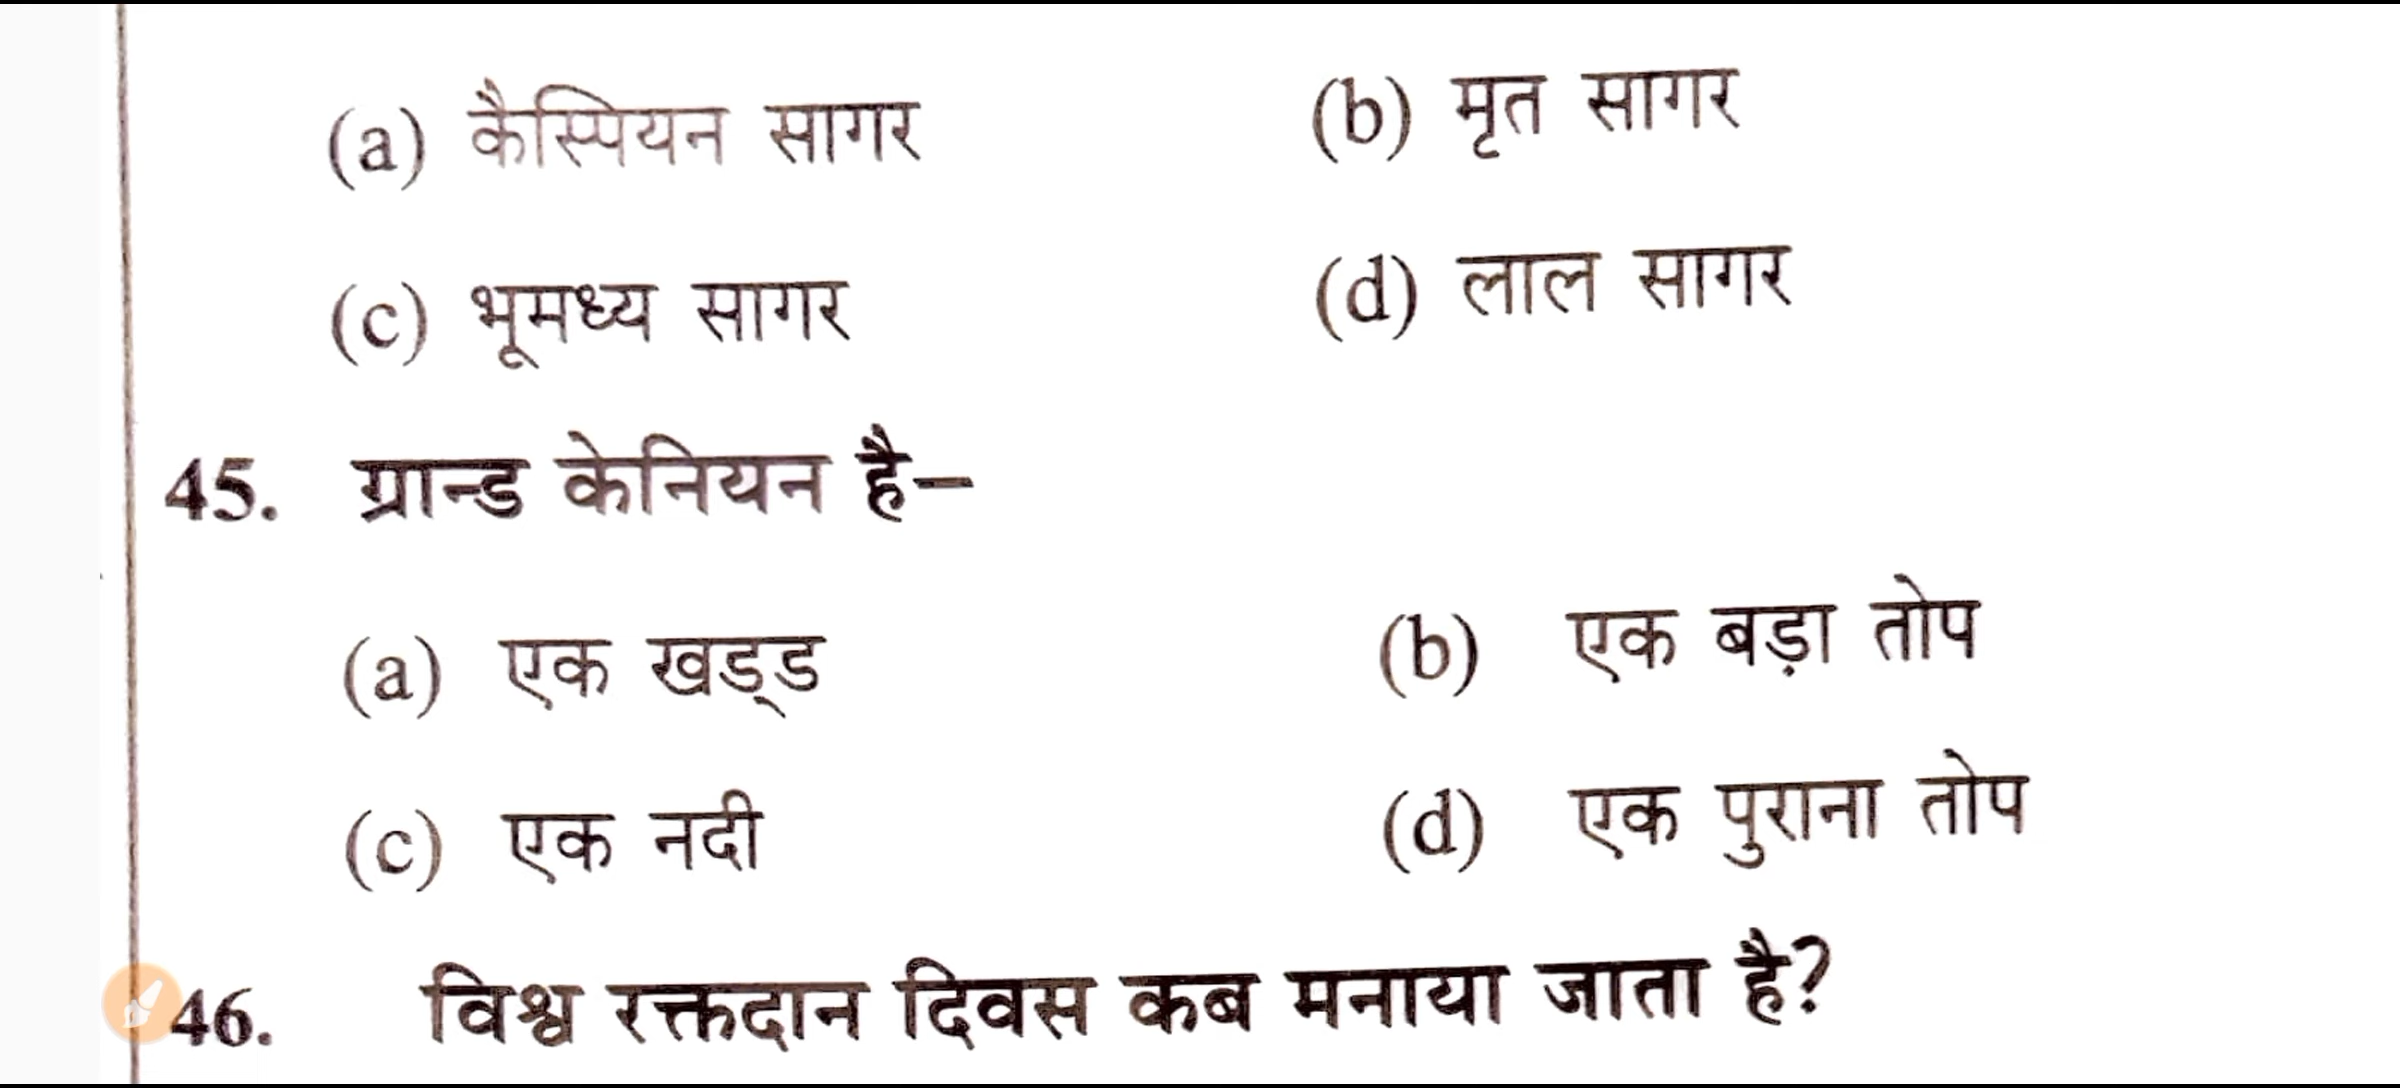 (a) कैस्पियन सागर (b) मृत सागर
(c) भूमध्य सागर (d) लाल सागर
45. ग्रान्ड केनियन है–
(a) एक खड्ड (b) एक बड़ा तोप
(c) एक नदी (d) एक पुराना तोप
46. विश्व रक्तदान दिवस कब मनाया जाता है?